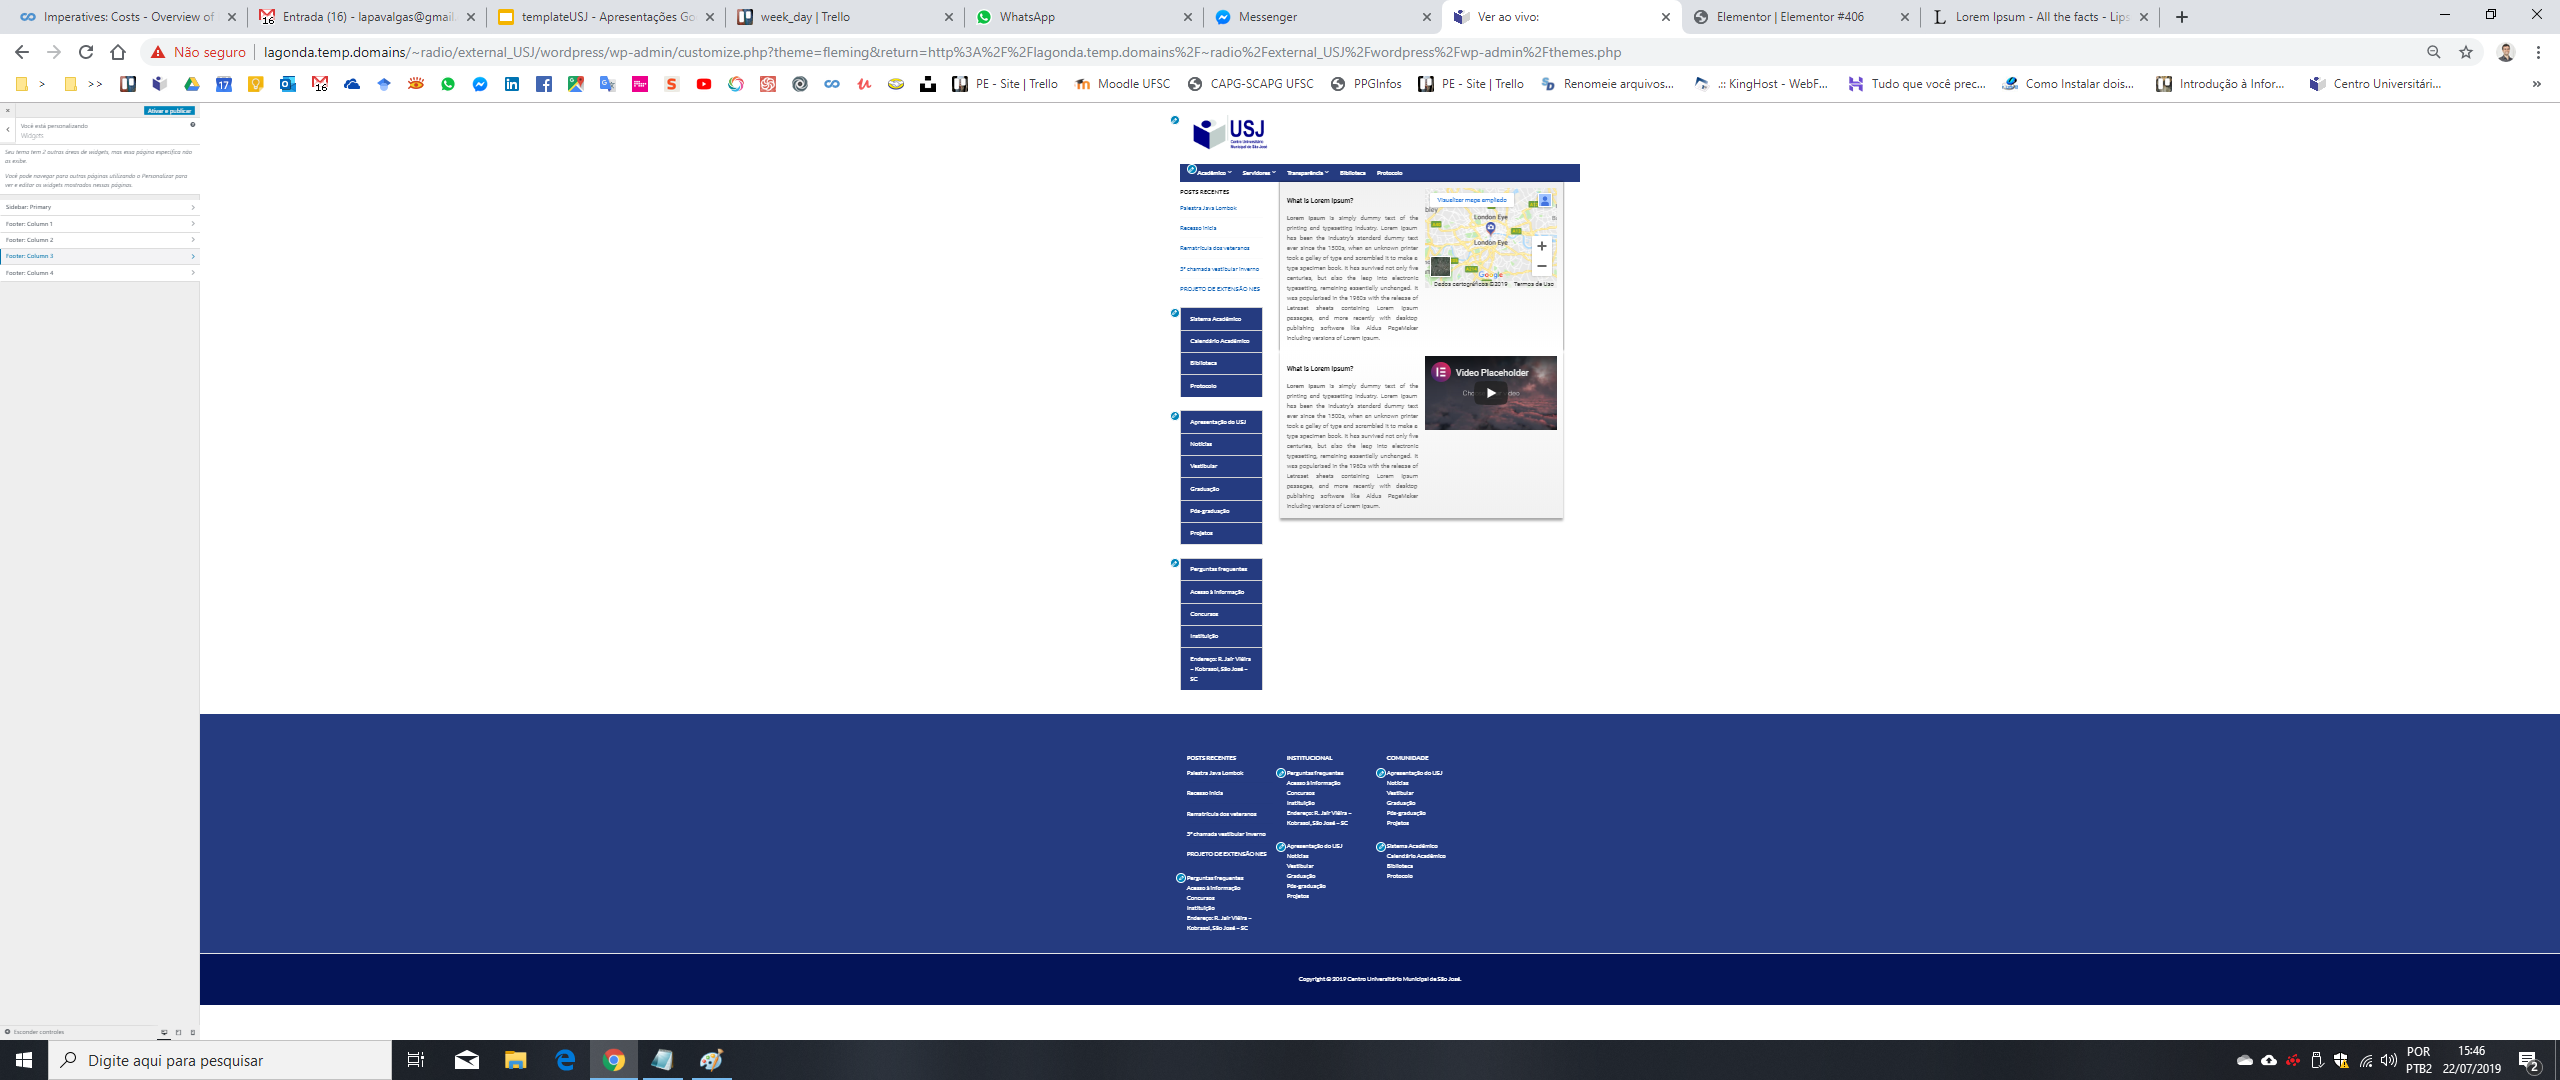 Imperatives: Costs - Overview of
Entrada (16) - lapavalgas@gmail.
templateUSJ - Apresentações Go
week_day | Trello
WhatsApp
Messenger
Ver ao vivo:
Elementor | Elementor #406
Lorem Ipsum - All the facts - Lips
Não seguro
lagonda.temp.domains/~radio/external_USJ/wordpress/wp-admin/customize.php?theme=fleming&return=http%3A%2F%2Flagonda.temp.domains%2F~radio%2Fexternal_USJ%2Fwordpress%2Fwp-admin%2Fthemes.php
>
>>
17
16
PE - Site | Trello
Moodle UFSC
CAPG-SCAPG UFSC
PPGInfos
PE - Site | Trello
Renomeie arquivos...
.:: KingHost - WebF...
Tudo que você prec...
Como Instalar dois...
Introdução à Infor...
Centro Universitári...
»
Ativar e publicar
Você está personalizando
Widgets
Seu tema tem 2 outras áreas de widgets, mas essa página específica não
as exibe.
Você pode navegar para outras páginas utilizando o Personalizar para
ver e editar os widgets mostrados nessas páginas.
Sidebar: Primary
Footer: Column 1
Footer: Column 2
Footer: Column 3
Footer: Column 4
Esconder controles
USJ
Centro Universitário
Municipal de São José
Acadêmico
Servidores
Transparência
Biblioteca
Protocolo
POSTS RECENTES
Palestra Java Lombok
Recesso Inicia
Rematrícula dos veteranos
3ª chamada vestibular inverno
PROJETO DE EXTENSÃO NES
Sistema Acadêmico
Calendário Acadêmico
Biblioteca
Protocolo
Apresentação do USJ
Notícias
Vestibular
Graduação
Pós-graduação
Projetos
Perguntas frequentes
Acesso à Informação
Concursos
Instituição
Endereço: R. Jair Viêira
– Kobrasol, São José –
SC
What is Lorem Ipsum?
Lorem Ipsum is simply dummy text of the
printing and typesetting industry. Lorem Ipsum
has been the industry's standard dummy text
ever since the 1500s, when an unknown printer
took a galley of type and scrambled it to make a
type specimen book. It has survived not only five
centuries, but also the leap into electronic
typesetting, remaining essentially unchanged. It
was popularised in the 1960s with the release of
Letraset sheets containing Lorem Ipsum
passages, and more recently with desktop
publishing software like Aldus PageMaker
including versions of Lorem Ipsum.
Visualizar mapa ampliado
London Eye
London Eye
Google
Dados cartográficos ©2019
Termos de Uso
What is Lorem Ipsum?
Lorem Ipsum is simply dummy text of the
printing and typesetting industry. Lorem Ipsum
has been the industry's standard dummy text
ever since the 1500s, when an unknown printer
took a galley of type and scrambled it to make a
type specimen book. It has survived not only five
centuries, but also the leap into electronic
typesetting, remaining essentially unchanged. It
was popularised in the 1960s with the release of
Letraset sheets containing Lorem Ipsum
passages, and more recently with desktop
publishing software like Aldus PageMaker
including versions of Lorem Ipsum.
Video Placeholder
POSTS RECENTES
Palestra Java Lombok
Recesso Inicia
Rematrícula dos veteranos
3ª chamada vestibular inverno
PROJETO DE EXTENSÃO NES
Perguntas frequentes
Acesso à Informação
Concursos
Instituição
Endereço: R. Jair Viêira –
Kobrasol, São José – SC
INSTITUCIONAL
Perguntas frequentes
Acesso à Informação
Concursos
Instituição
Endereço: R. Jair Viêira –
Kobrasol, São José – SC
Apresentação do USJ
Notícias
Vestibular
Graduação
Pós-graduação
Projetos
COMUNIDADE
Apresentação do USJ
Notícias
Vestibular
Graduação
Pós-graduação
Projetos
Sistema Acadêmico
Calendário Acadêmico
Biblioteca
Protocolo
Copyright © 2019 Centro Universitário Municipal de São José.
Digite aqui para pesquisar
POR
PTB2
15:46
22/07/2019
2